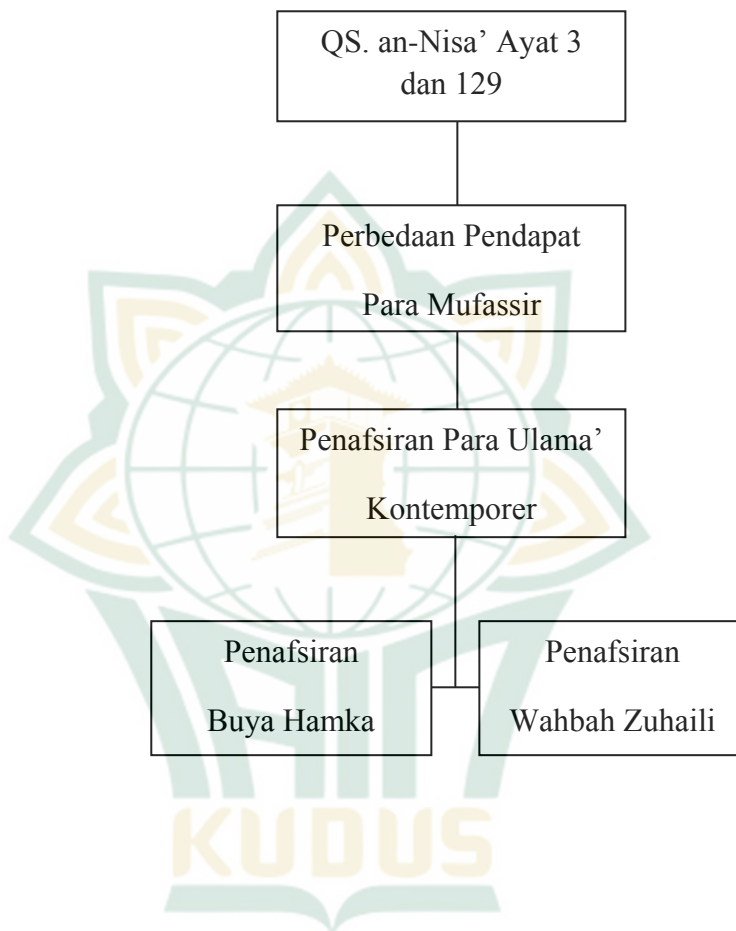 QS. an-Nisa’ Ayat 3
dan 129
Perbedaan Pendapat
Para Mufassir
Penafsiran Para Ulama’
Kontemporer
Penafsiran
Buya Hamka
Penafsiran
Wahbah Zuhaili
IAIN
KUDUS